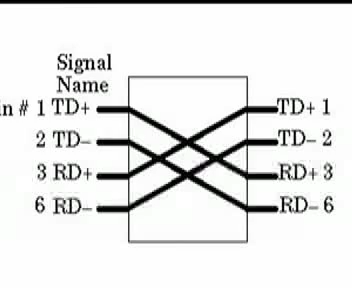 Signal
Name
in # 1 TD+ TD+ 1
2 TD– TD– 2
3 RD+ RD+ 3
6 RD– RD– 6